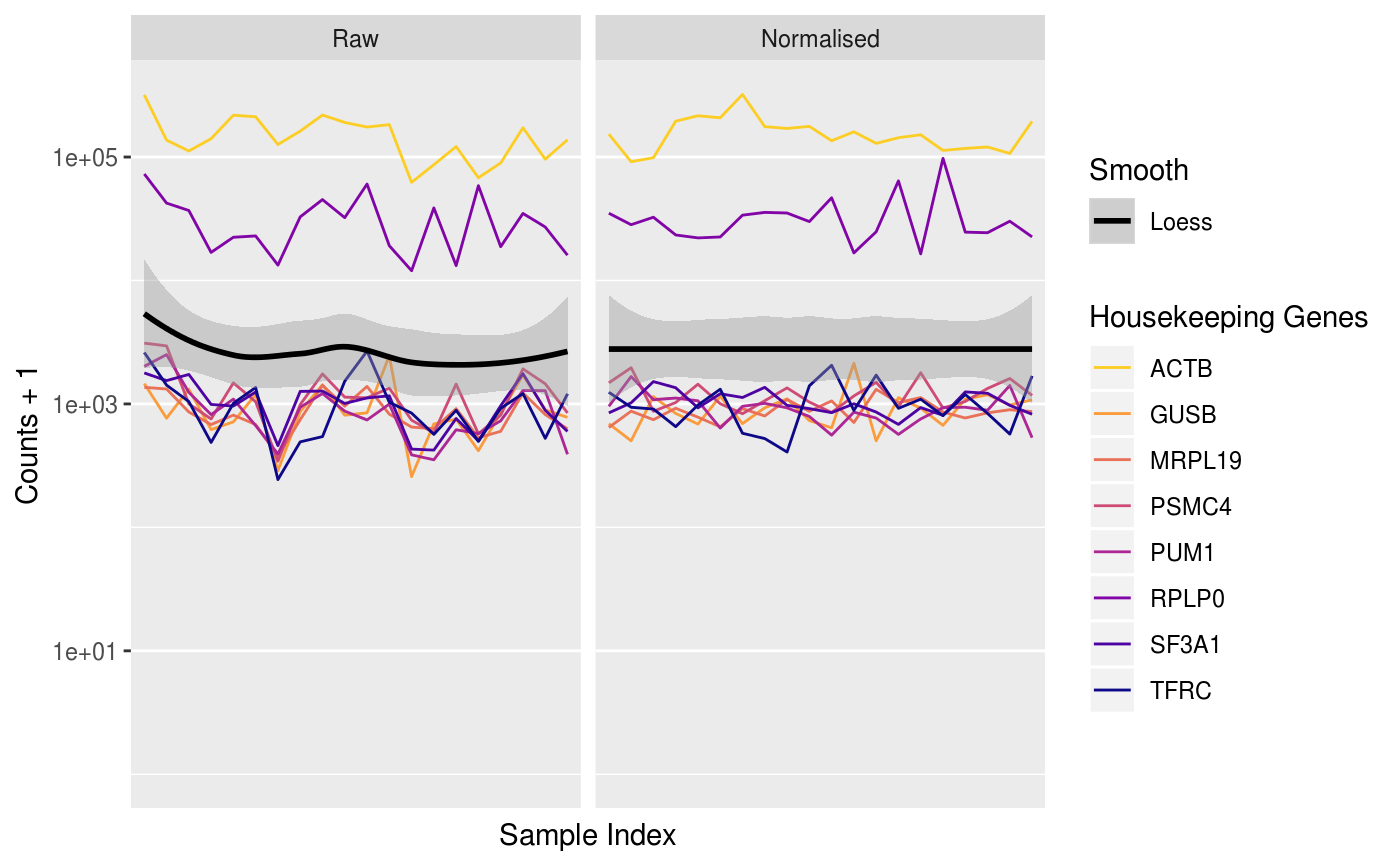 Raw
Normalised
1e+05
1e+03
1e+01
Counts + 1
Sample Index
Smooth
Loess
Housekeeping Genes
ACTB
GUSB
MRPL19
PSMC4
PUM1
RPLP0
SF3A1
TFRC